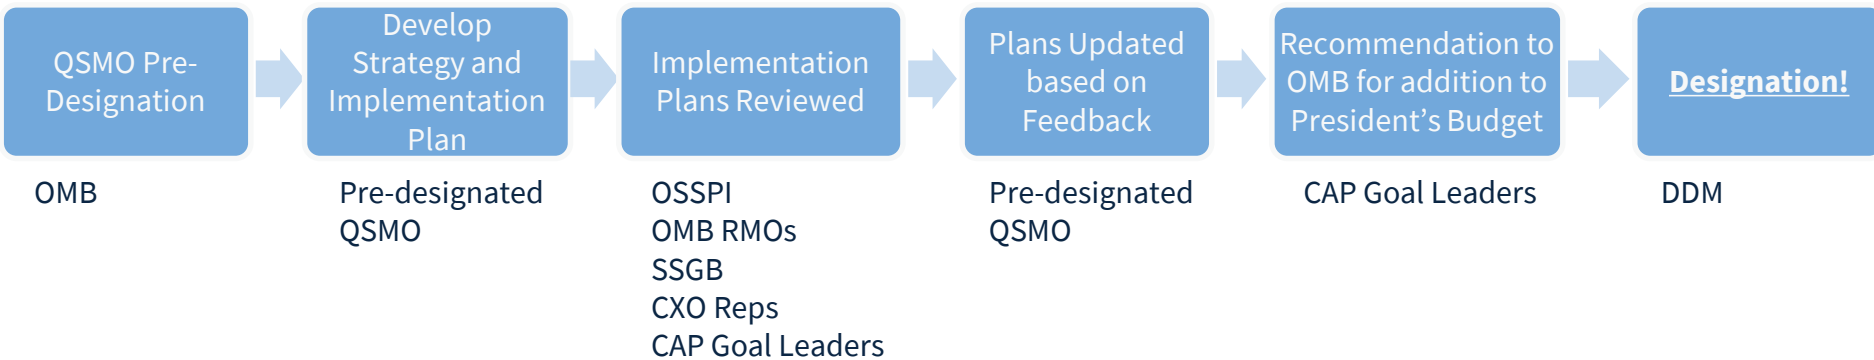 QSMO Pre-
Designation
Develop
Strategy and
Implementation
Plan
Implementation
Plans Reviewed
Plans Updated
based on
Feedback
Recommendation to
OMB for addition to
President’s Budget
Designation!
OMB
Pre-designated
QSMO
OSSPI
OMB RMOs
SSGB
CXO Reps
CAP Goal Leaders
Pre-designated
QSMO
CAP Goal Leaders
DDM